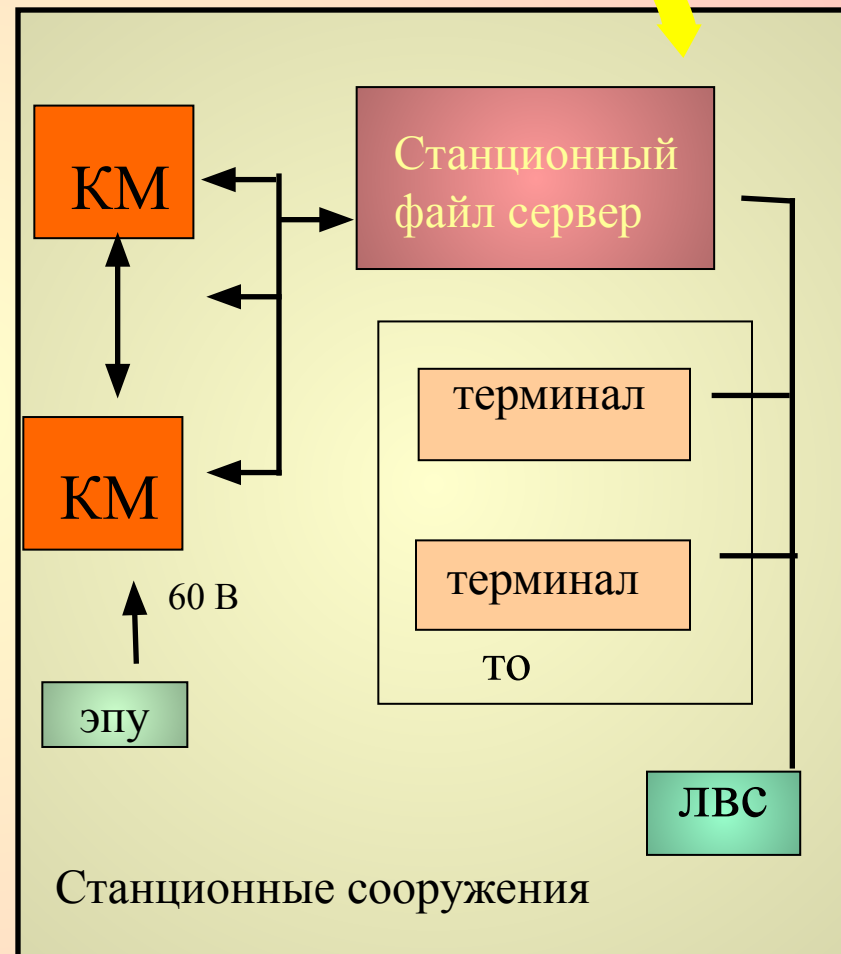 КМ
Станционный
файл сервер
терминал
КМ
терминал
60 В
то
эпу
лвс
Станционные сооружения